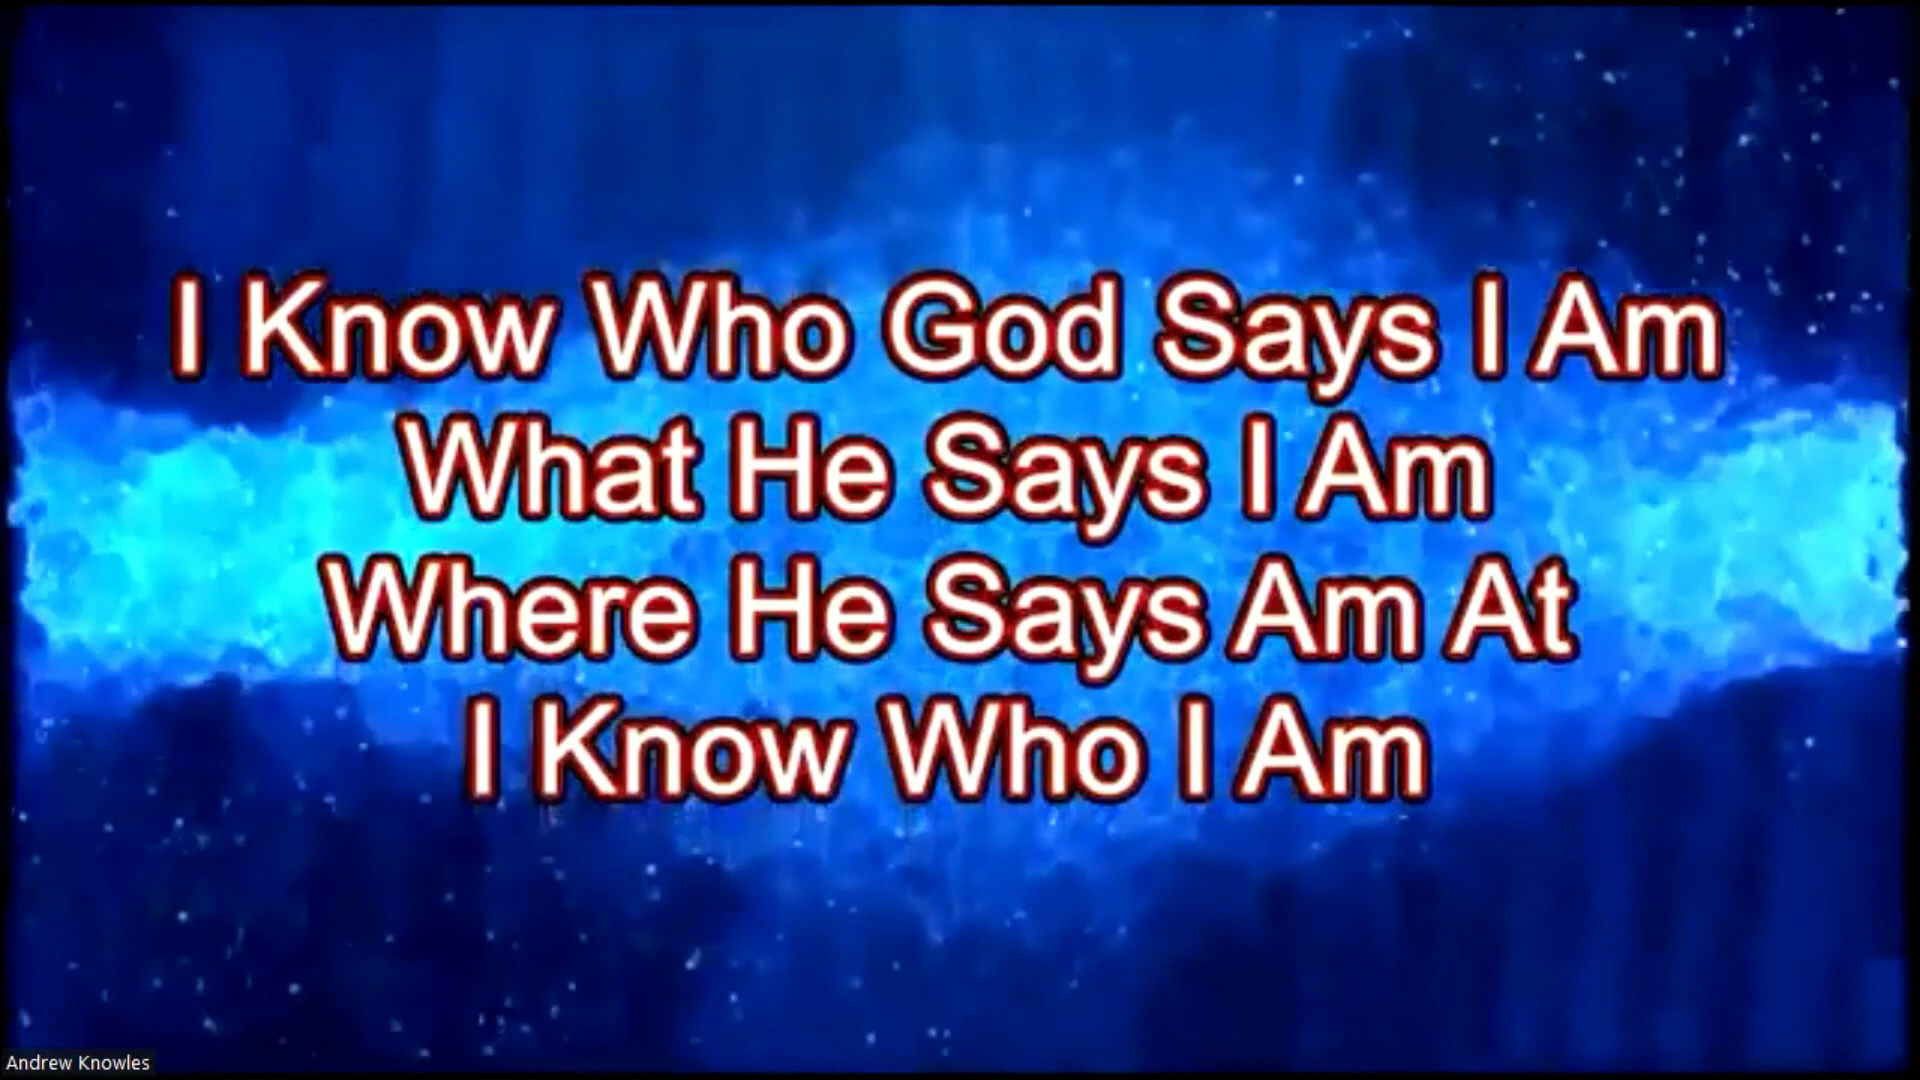 I Know Who God Says I Am
What He Says I Am
Where He Says Am At
I Know Who I Am
Andrew Knowles